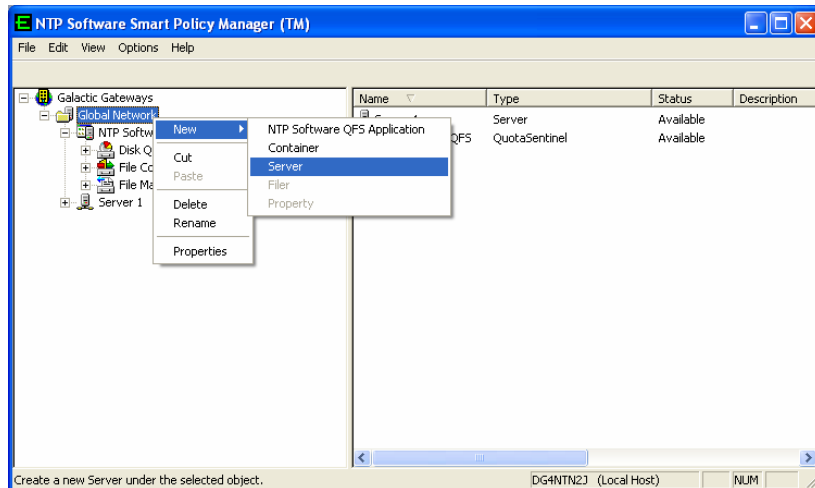 NTP Software Smart Policy Manager (TM)
File Edit View Options Help
Galactic Gateways
Global Network
NTP Softw
Disk Q
File Co
File Ma
Server 1
New
Cut
Paste
Delete
Rename
Properties
NTP Software QFS Application
Container
Server
Filer
Property
Name Type Status Description
Server Available
QFS QuotaSentinel Available
Create a new Server under the selected object.
DG4NTN2J (Local Host) NUM